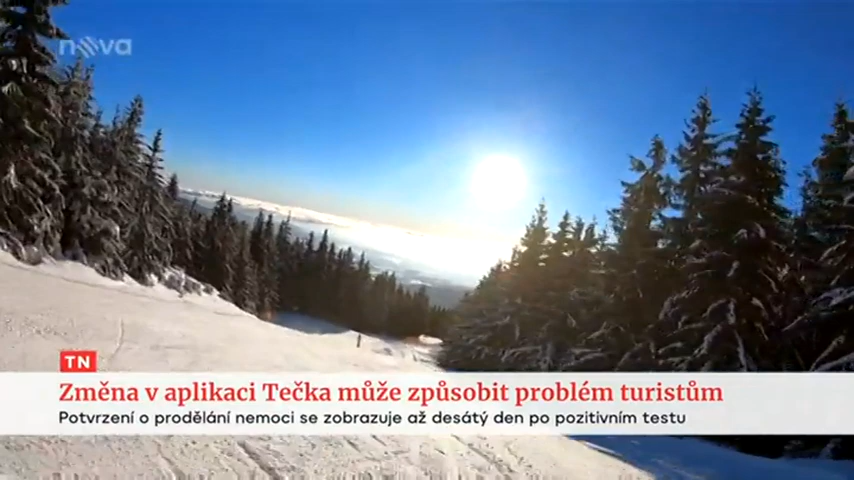 nova
TN
Změna v aplikaci Tečka může způsobit problém turistům
Potvrzení o prodělání nemoci se zobrazuje až desátý den po pozitivním testu